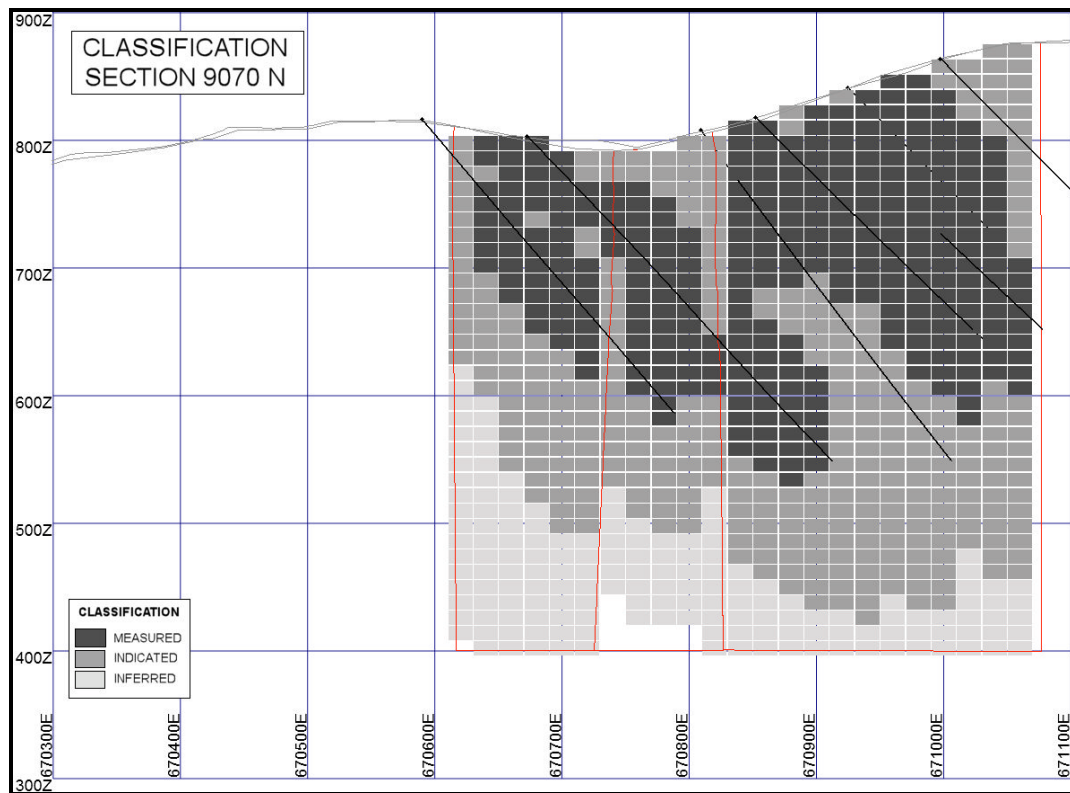 900Z
CLASSIFICATION
SECTION 9070 N
800Z
700Z
600Z
500Z
CLASSIFICATION
MEASURED
INDICATED
INFERRED
400Z
300Z
670300E
670400E
670500E
670600E
670700E
670800E
670900E
671000E
671100E